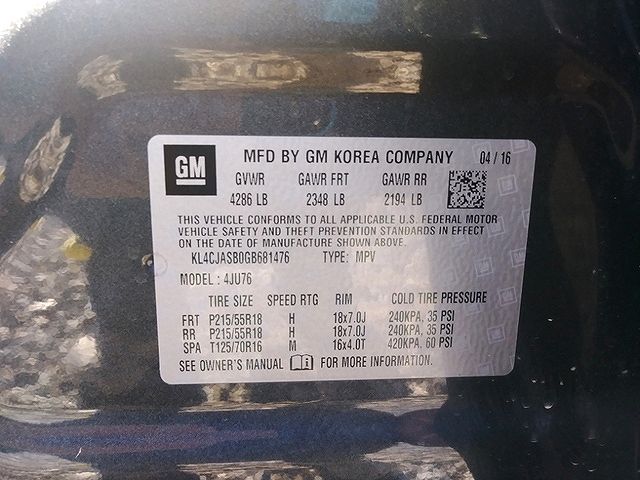 GM MFD BY GM KOREA COMPANY 04/16
GVWR GAWR FRT GAWR RR
4286 LB 2348 LB 2194 LB
THIS VEHICLE CONFORMS TO ALL APPLICABLE U.S. FEDERAL MOTOR
VEHICLE SAFETY AND THEFT PREVENTION STANDARDS IN EFFECT
ON THE DATE OF MANUFACTURE SHOWN ABOVE.
KL4CJASB0GB681476 TYPE: MPV
MODEL : 4JU76
TIRE SIZE SPEED RTG RIM COLD TIRE PRESSURE
FRT P215/55R18 H 18x7.0J 240KPA, 35 PSI
RR P215/55R18 H 18x7.0J 240KPA, 35 PSI
SPA T125/70R16 M 16x4.0T 420KPA, 60 PSI
SEE OWNER'S MANUAL FOR MORE INFORMATION.